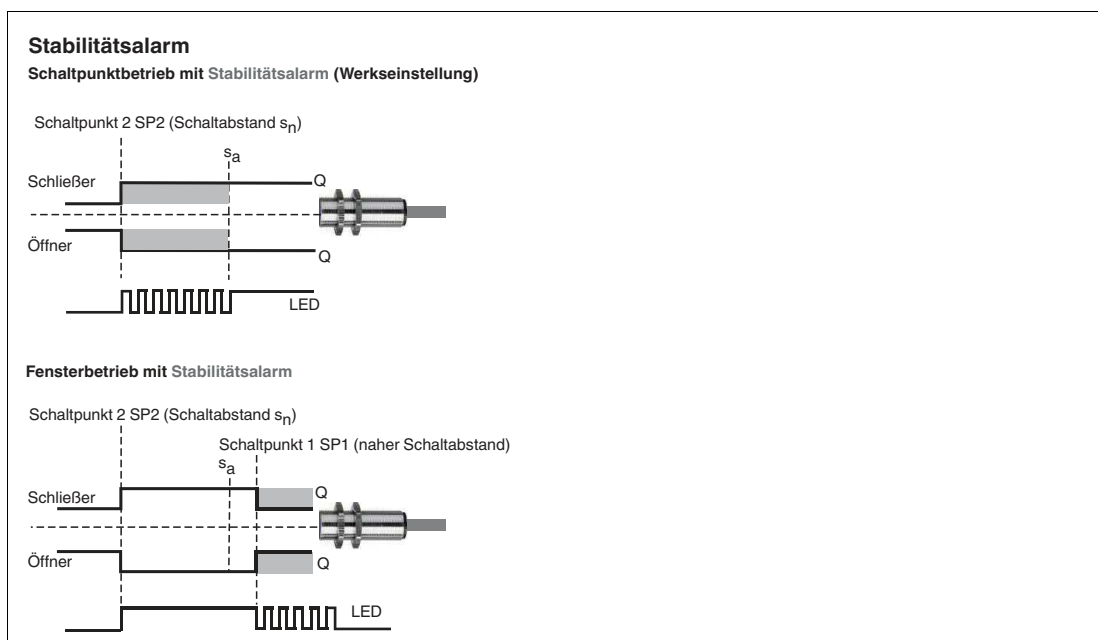 Stabilitätsalarm
Schaltpunktbetrieb mit Stabilitätsalarm (Werkseinstellung)
Schaltpunkt 2 SP2 (Schaltabstand sn)
sa
Schließer
Q
Öffner
Q
LED
Fensterbetrieb mit Stabilitätsalarm
Schaltpunkt 2 SP2 (Schaltabstand sn)
Schaltpunkt 1 SP1 (naher Schaltabstand)
sa
Schließer
Q
Öffner
Q
LED